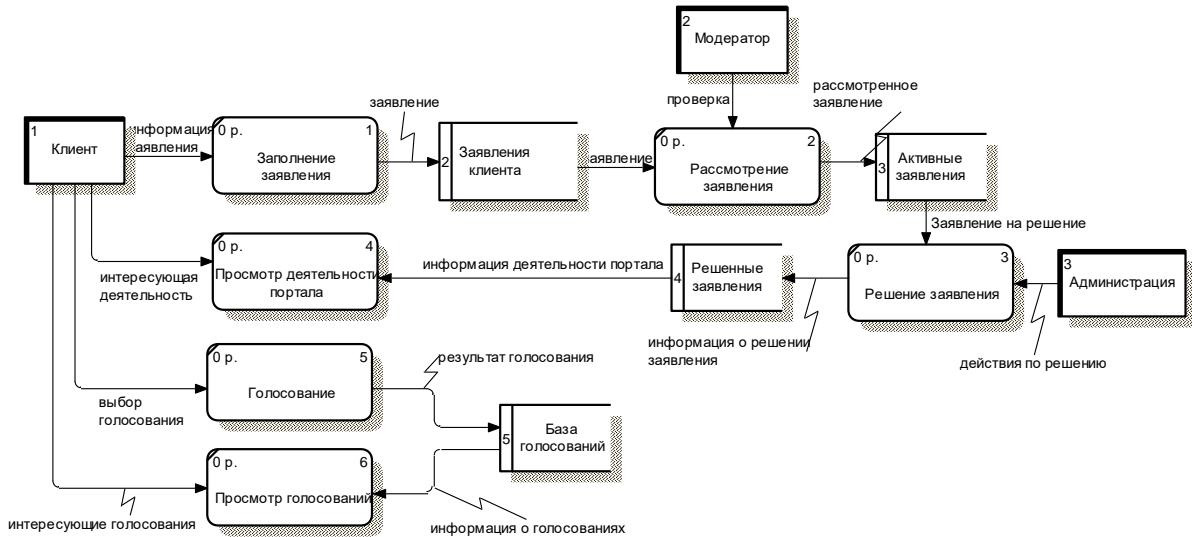 2
Модератор
проверка
рассмотренное
заявление
заявление
1
Клиент
нформация
аявления
0 р.
1
Заполнение
заявления
2
Заявления
клиента
аявление
0 р.
2
Рассмотрение
заявления
3
Активные
заявления
Заявление на решение
интересующая
деятельность
0 р.
4
Просмотр деятельности
портала
информация деятельности портала
4
Решенные
заявления
0 р.
3
Решение заявления
3
Администрация
информация о решении
заявления
действия по решению
выбор
голосования
0 р.
5
Голосование
результат голосования
5
База
голосований
0 р.
6
Просмотр голосований
интересующие голосования
информация о голосованиях